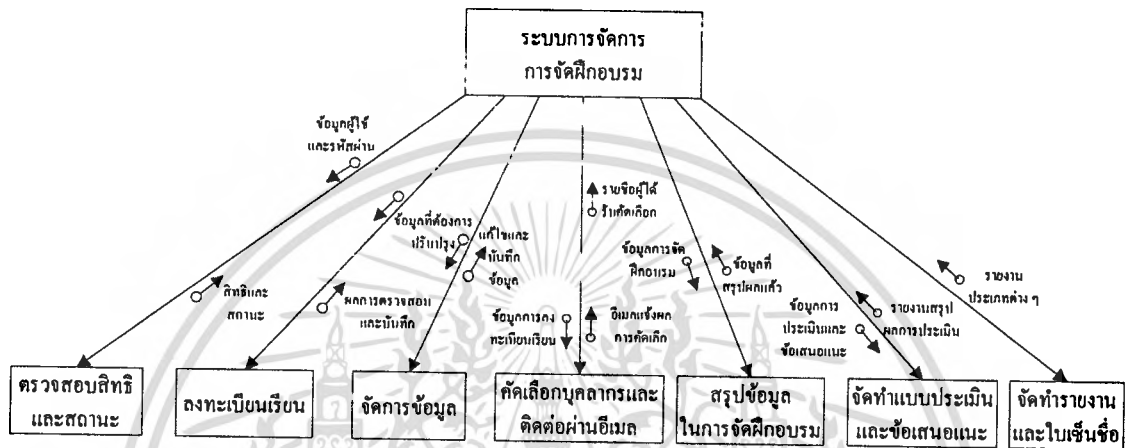 ระบบการจัดการ
การจัดฝึกอบรม
ข้อมูลผู้ใช้
และรหัสผ่าน
สิทธิและ
สถานะ
ผลการตรวจสอบ
และบันทึก
ข้อมูลที่ต้องการ
ปรับปรุง
แก้ไขและ
บันทึก
ข้อมูล
รายชื่อผู้ได้
รับคัดเลือก
ข้อมูลการลง
ทะเบียนเรียน
อีเมลแจ้งผล
การคัดเลือก
ข้อมูลการจัด
ฝึกอบรม
ข้อมูลที่
สรุปผลแล้ว
ข้อมูลการ
ประเมินและ
ข้อเสนอแนะ
รายงานสรุป
ผลการประเมิน
รายงาน
ประเภทต่าง ๆ
ตรวจสอบสิทธิ
และสถานะ
ลงทะเบียนเรียน
จัดการข้อมูล
คัดเลือกบุคลากรและ
ติดต่อผ่านอีเมล
สรุปข้อมูล
ในการจัดฝึกอบรม
จัดทำแบบประเมิน
และข้อเสนอแนะ
จัดทำรายงาน
และใบเซ็นชื่อ